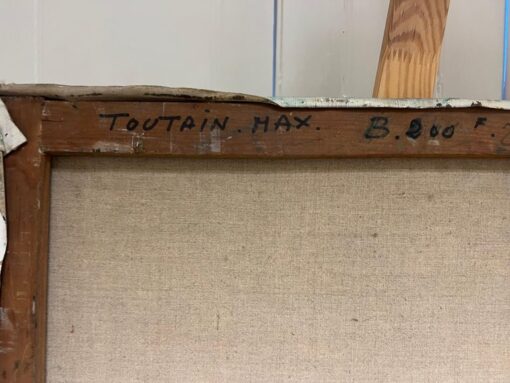 TOUTAIN. MAX. B. 200 F.